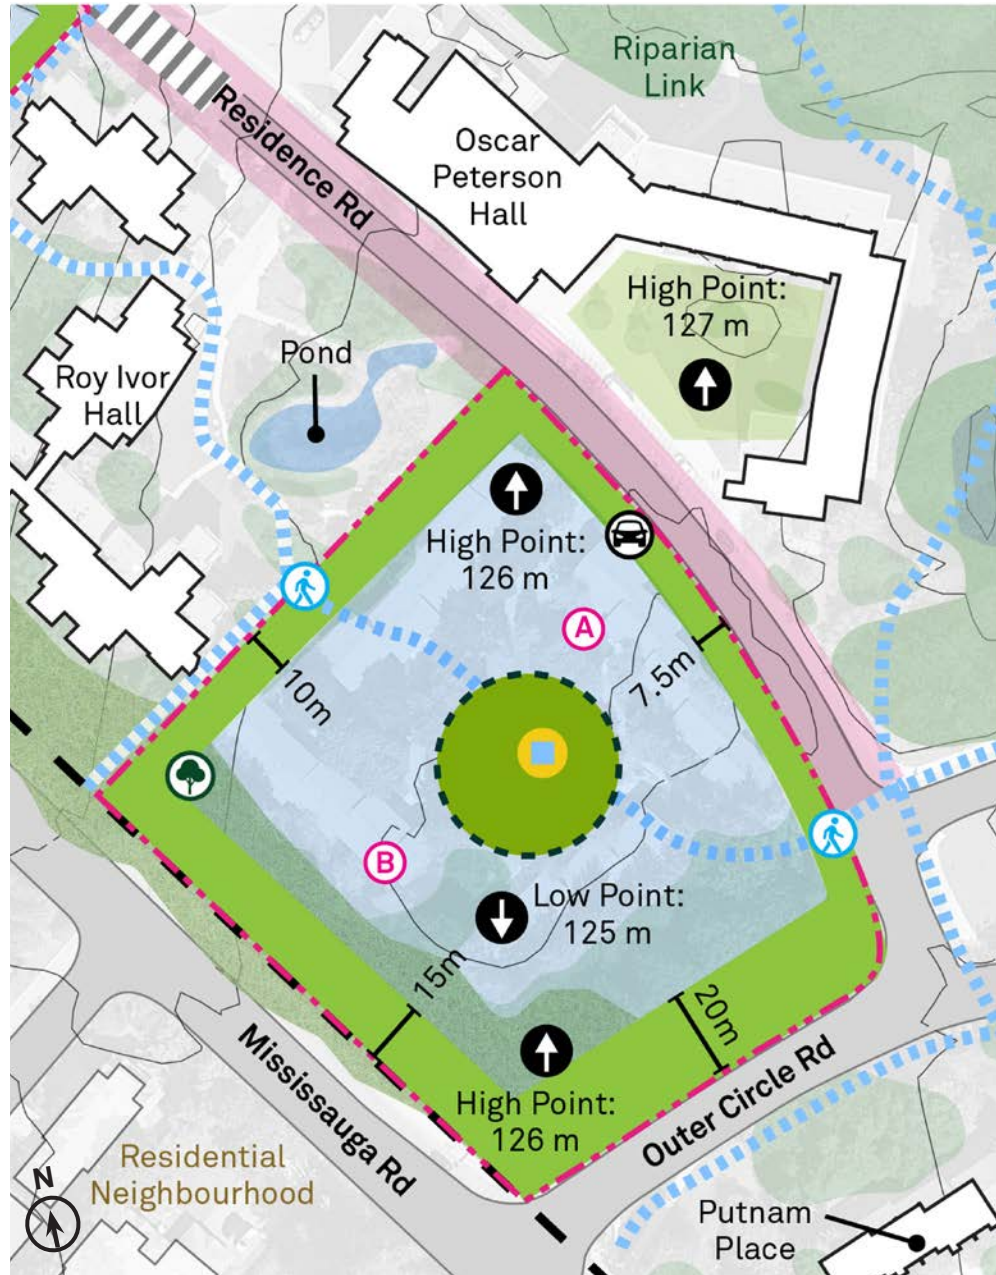 Riparian
Link
Residence Rd
Oscar
Peterson
Hall
High Point:
127 m
Pond
Roy Ivor
Hall
High Point:
126 m
A
7.5m
10m
B
Low Point:
125 m
15m
20m
High Point:
126 m
Mississauga Rd
Outer Circle Rd
Residential
Neighbourhood
N
Putnam
Place